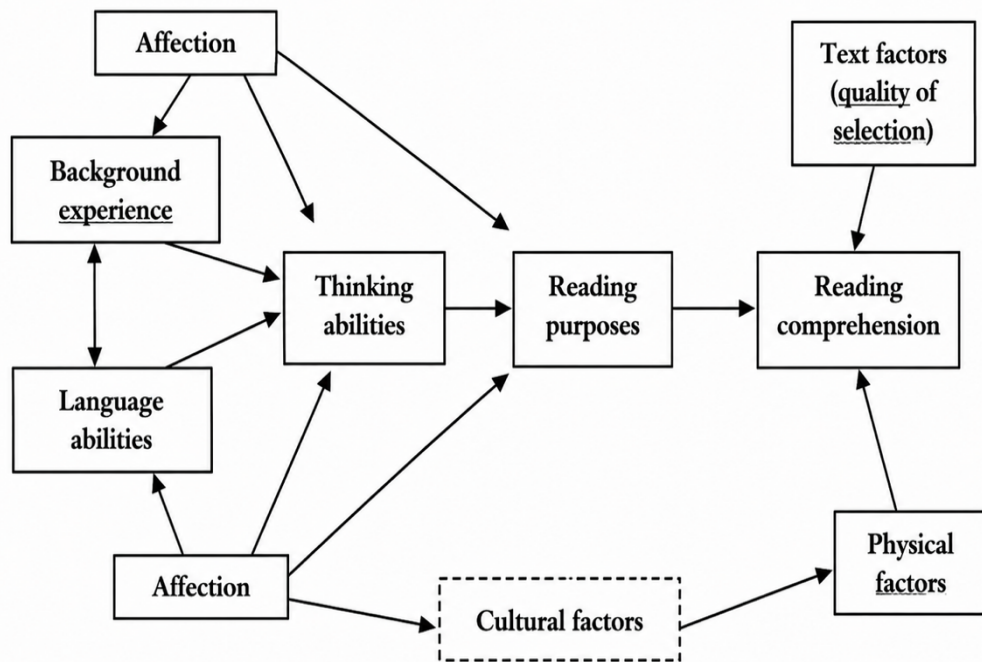 Affection
Text factors
(quality of
selection)
Background
experience
Thinking
abilities
Reading
purposes
Reading
comprehension
Language
abilities
Affection
Cultural factors
Physical
factors